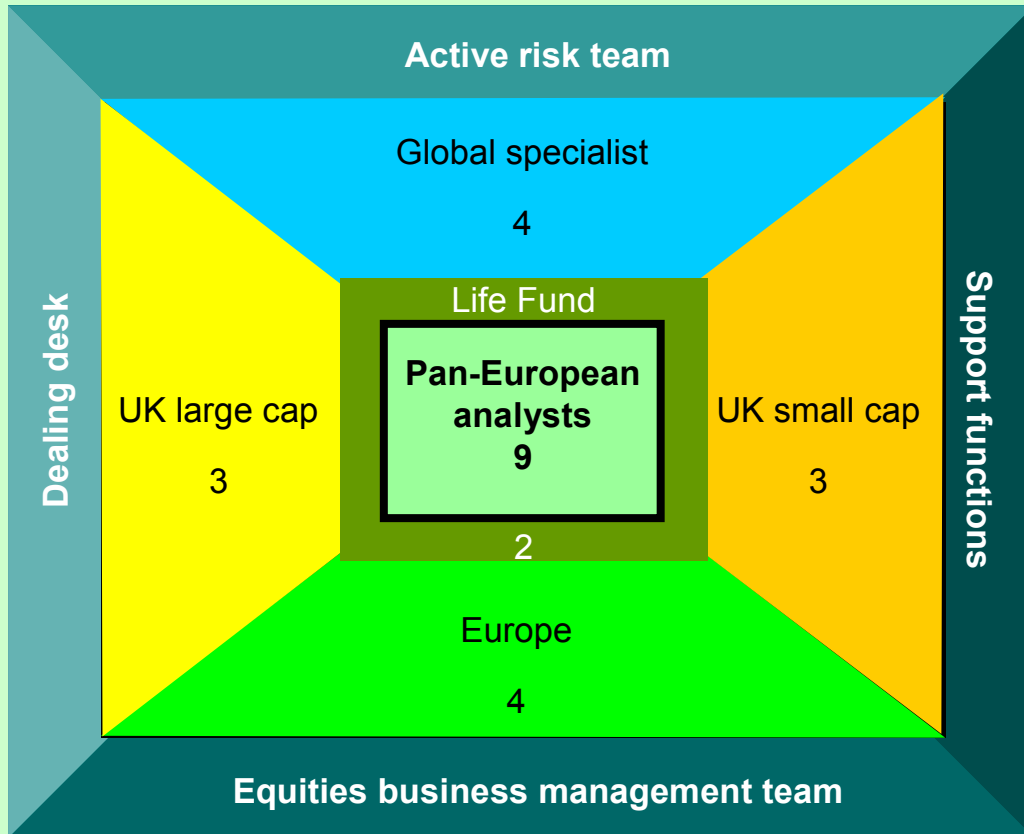 Active risk team
Global specialist
4
Life Fund
Pan-European
analysts
9
2
Dealing desk
UK large cap
3
UK small cap
3
Support functions
Europe
4
Equities business management team